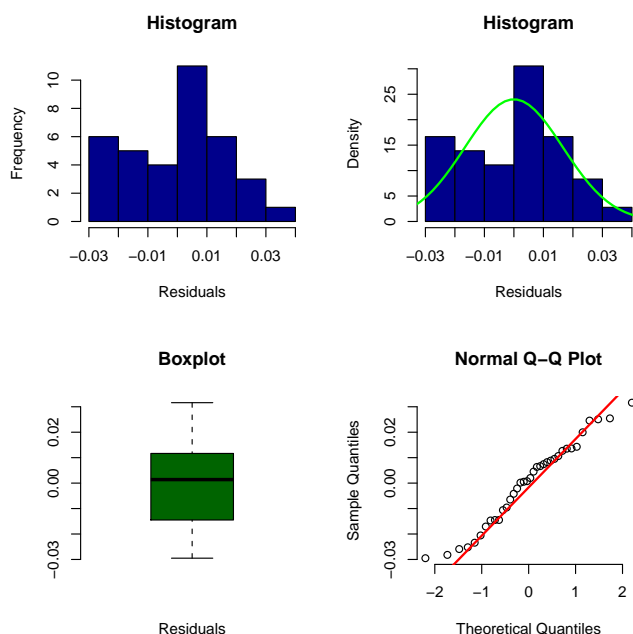 Histogram
Frequency
0 2 4 6 8 10
−0.03 −0.01 0.01 0.03
Residuals
Histogram
Density
5 15 25
0
−0.03 −0.01 0.01 0.03
Residuals
Boxplot
−0.03 0.00 0.02
Residuals
Normal Q−Q Plot
Sample Quantiles
−0.03 0.00 0.02
−2 −1 0 1 2
Theoretical Quantiles